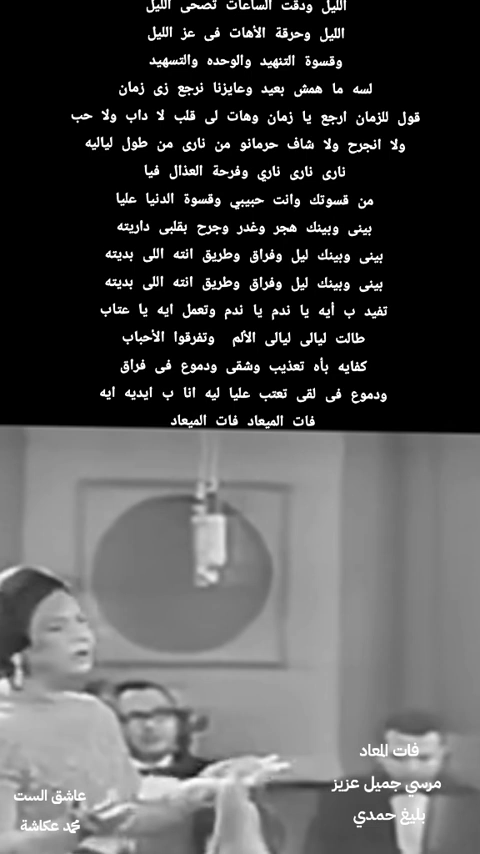 الليل ودقت الساعات تصحى الليل
الليل وحرقة الأهات فى عز الليل
وقسوة التنهيد والوحده والتسهيد
لسه ما همش بعيد وعايزنا نرجع زى زمان
قول للزمان ارجع يا زمان وهات لى قلب لا داب ولا حب
ولا انجرح ولا شاف حرمانو من نارى من طول لياليه
نارى نارى ناري وفرحة العذال فيا
من قسوتك وانت حبيبي وقسوة الدنيا عليا
بينى وبينك هجر وغدر وجرح بقلبى داريته
بينى وبينك ليل وفراق وطريق انته اللى بديته
بينى وبينك ليل وفراق وطريق انته اللى بديته
تفيد ب أيه يا ندم يا ندم وتعمل ايه يا عتاب
طالت ليالى ليالى الألم وتفرقوا الأحباب
كفايه بأه تعذيب وشقى ودموع فى فراق
ودموع فى لقى تعتب عليا ليه انا ب ايديه ايه
فات الميعاد فات الميعاد
فات المعاد
مرسي جميل عزيز
بليغ حمدي
عاشق الست
محمد عكاشة